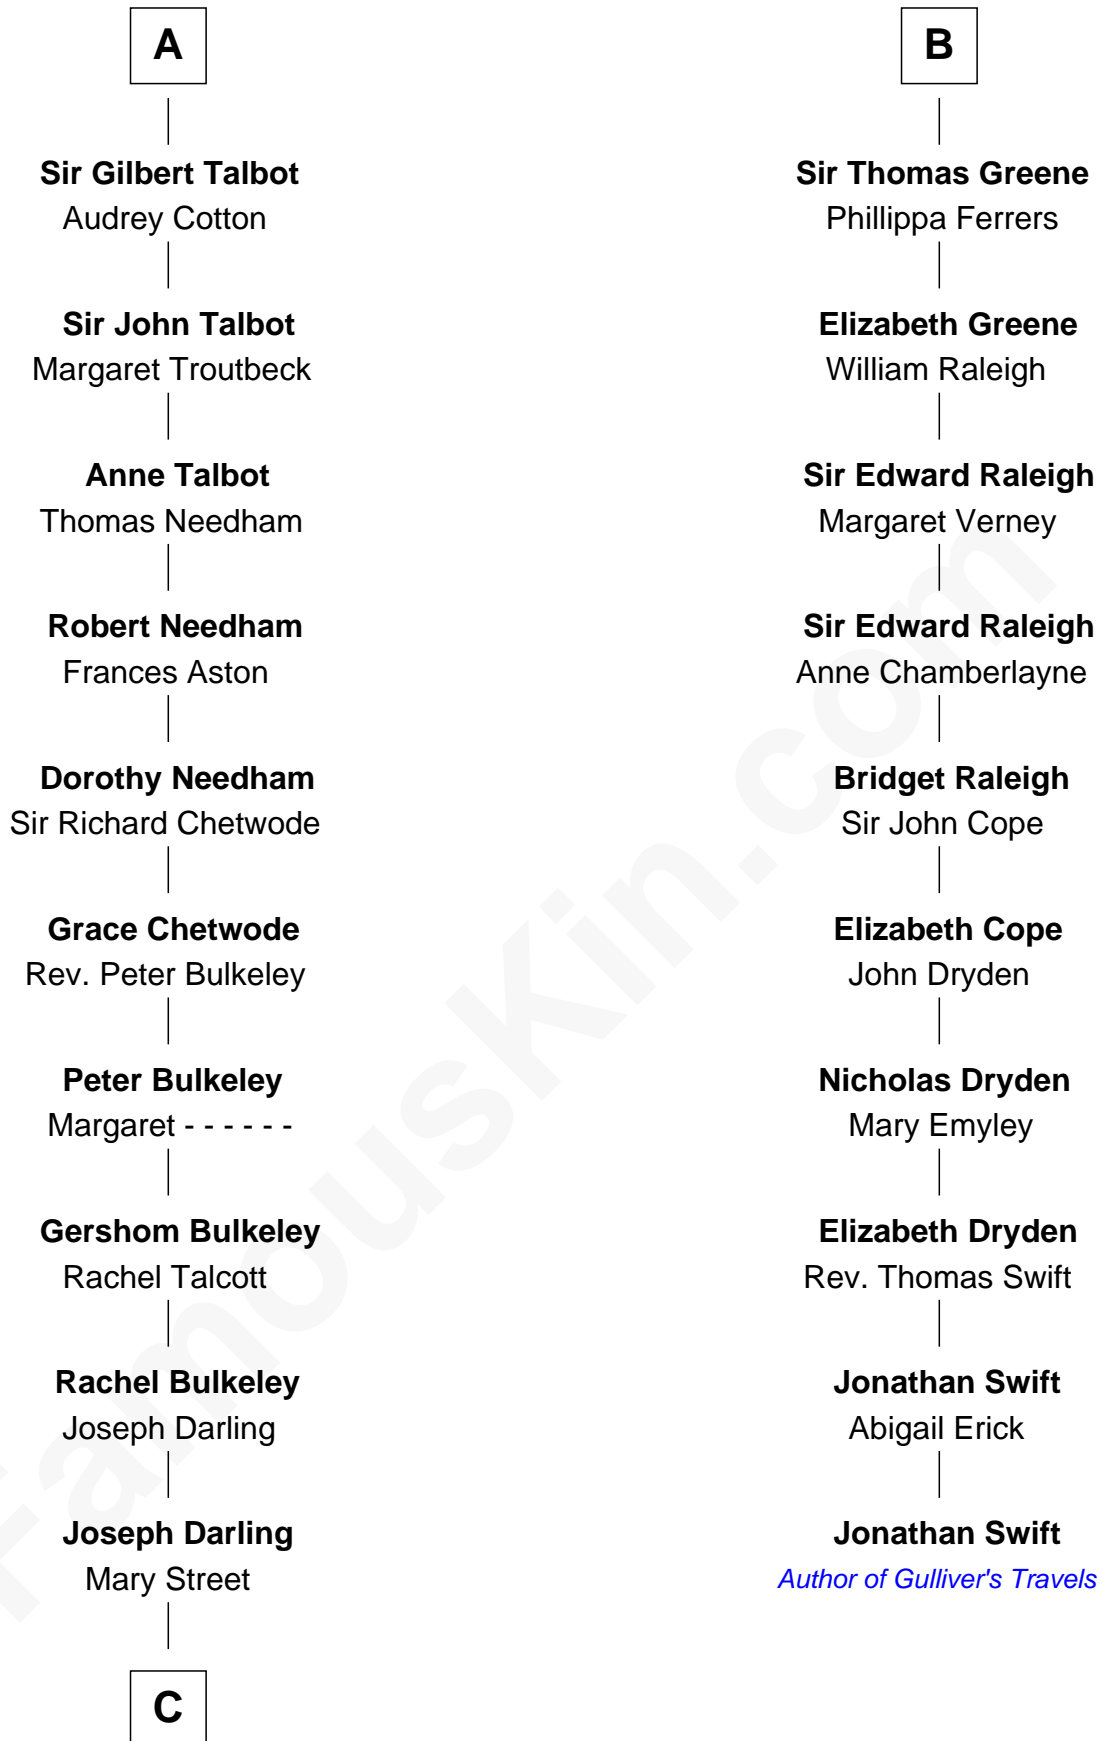 A
Sir Gilbert Talbot
Audrey Cotton
Sir John Talbot
Margaret Troutbeck
Anne Talbot
Thomas Needham
Robert Needham
Frances Aston
Dorothy Needham
Sir Richard Chetwode
Grace Chetwode
Rev. Peter Bulkeley
Peter Bulkeley
Margaret - - - - - -
Gershom Bulkeley
Rachel Talcott
Rachel Bulkeley
Joseph Darling
Joseph Darling
Mary Street
C
B
Sir Thomas Greene
Phillippa Ferrers
Elizabeth Greene
William Raleigh
Sir Edward Raleigh
Margaret Verney
Sir Edward Raleigh
Anne Chamberlayne
Bridget Raleigh
Sir John Cope
Elizabeth Cope
John Dryden
Nicholas Dryden
Mary Emyley
Elizabeth Dryden
Rev. Thomas Swift
Jonathan Swift
Abigail Erick
Jonathan Swift
Author of Gulliver's Travels
FamousKin.com